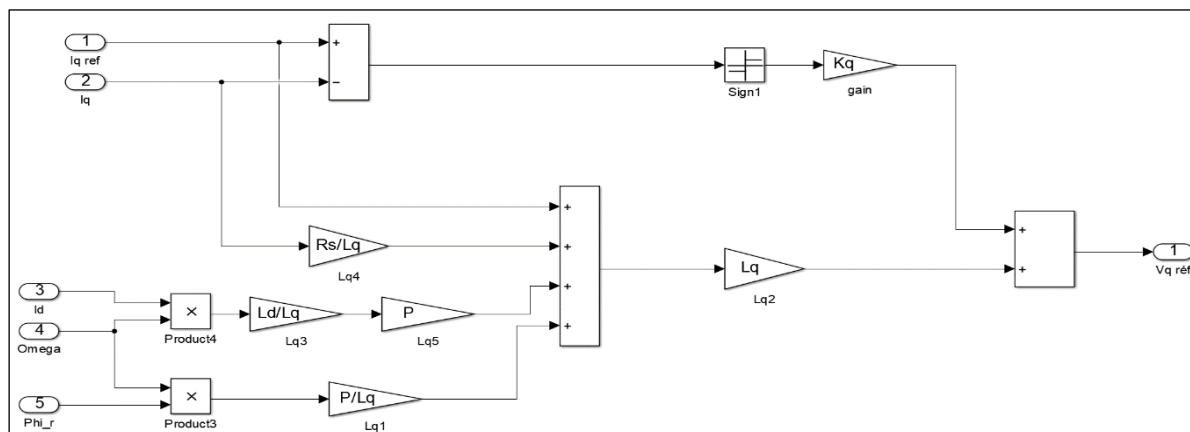 1
Iq ref
2
Iq
+
−
Sign1
Kq
gain
+
+
+
+
Rs/Lq
Lq4
3
Id
4
Omega
×
Product4
Ld/Lq
Lq3
P
Lq5
5
Phi_r
×
Product3
P/Lq
Lq1
Lq
Lq2
+
+
1
Vq réf